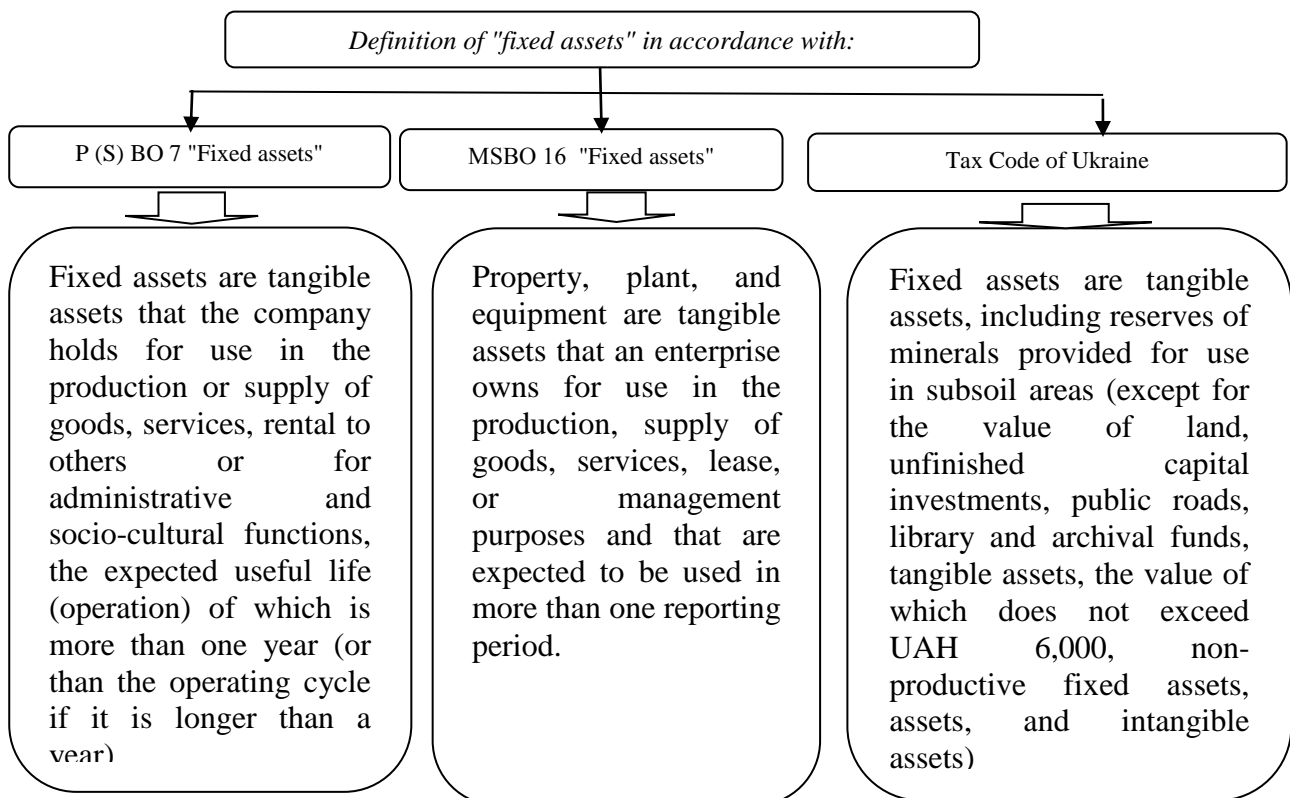 Definition of "fixed assets" in accordance with:
P (S) BO 7 "Fixed assets"
MSBO 16 "Fixed assets"
Tax Code of Ukraine
Fixed assets are tangible
assets that the company
holds for use in the
production or supply of
goods, services, rental to
others or for
administrative and
socio-cultural functions,
the expected useful life
(operation) of which is
more than one year (or
than the operating cycle
if it is longer than a
year)
Property, plant, and
equipment are tangible
assets that an enterprise
owns for use in the
production, supply of
goods, services, lease,
or management
purposes and that are
expected to be used in
more than one reporting
period.
Fixed assets are tangible
assets, including reserves of
minerals provided for use
in subsoil areas (except for
the value of land,
unfinished capital
investments, public roads,
library and archival funds,
tangible assets, the value of
which does not exceed
UAH 6,000, non-
productive fixed assets,
assets, and intangible
assets)